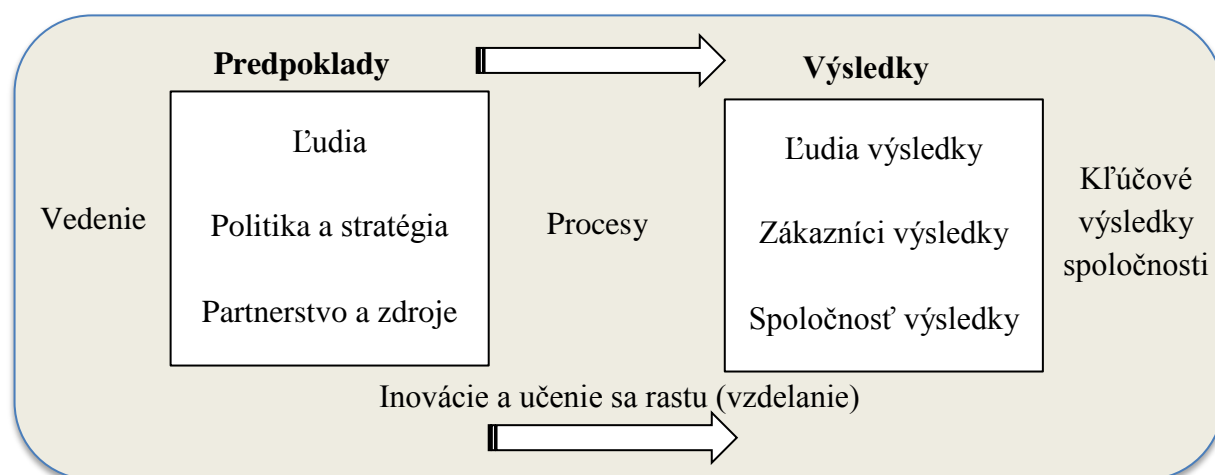 Predpoklady
Výsledky
Vedenie
Ľudia
Politika a stratégia
Partnerstvo a zdroje
Procesy
Ľudia výsledky
Zákazníci výsledky
Spoločnosť výsledky
Kľúčové
výsledky
spoločnosti
Inovácie a učenie sa rastu (vzdelanie)